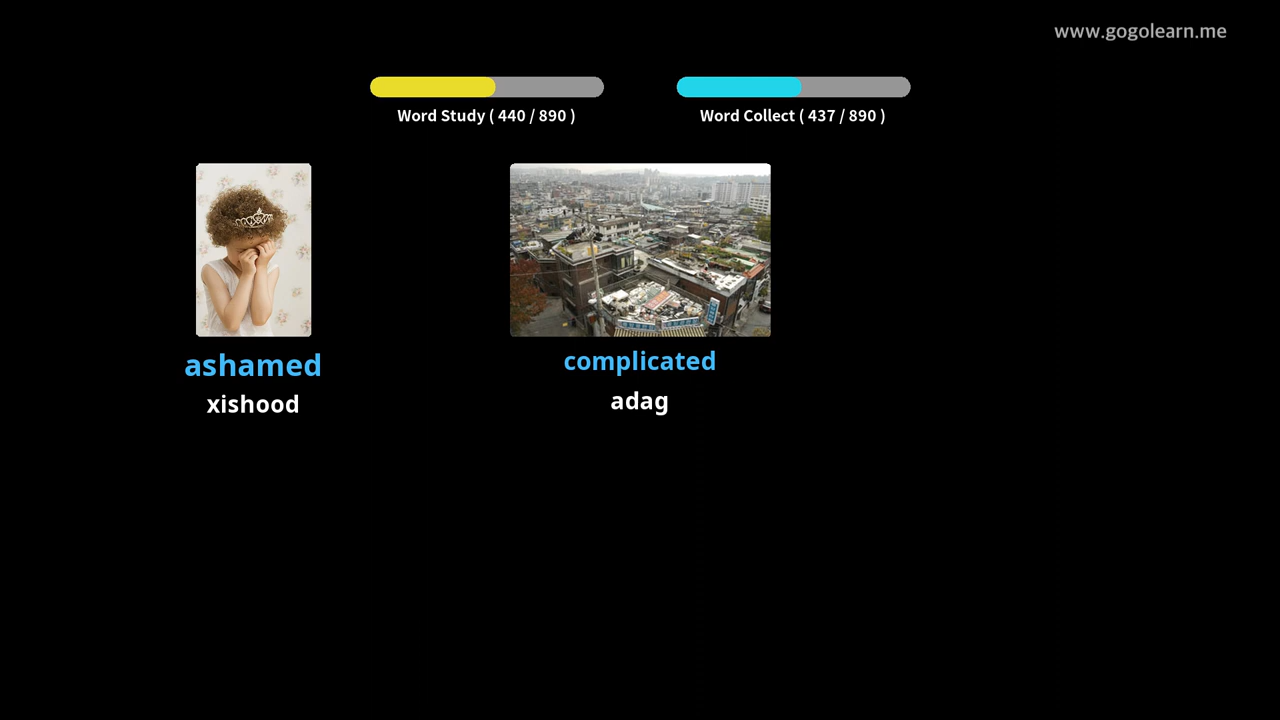 www.gogolearn.me
Word Study ( 440 / 890 )
Word Collect ( 437 / 890 )
ashamed
xishood
complicated
adag